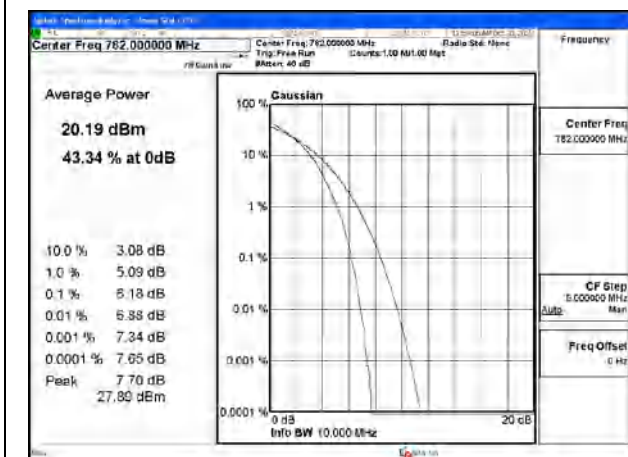 Center Freq 782.000000 MHz
Center Freq: 782.000000 MHz
Radio Std: None
Trig: Free Run
Counts:1.00 M/1.00 Mpt
#Atten: 40 dB
Frequency
Average Power
20.19 dBm
43.34 % at 0dB
10.0 % 3.08 dB
1.0 % 5.09 dB
0.1 % 6.18 dB
0.01 % 6.88 dB
0.001 % 7.34 dB
0.0001 % 7.65 dB
Peak 7.70 dB
27.89 dBm
Gaussian
100 %
10 %
1 %
0.1 %
0.01 %
0.001 %
0.0001 %
0 dB
20 dB
Info BW 10.000 MHz
Center Freq
782.000000 MHz
CF Step
5.000000 MHz
Auto Man
Freq Offset
0 Hz